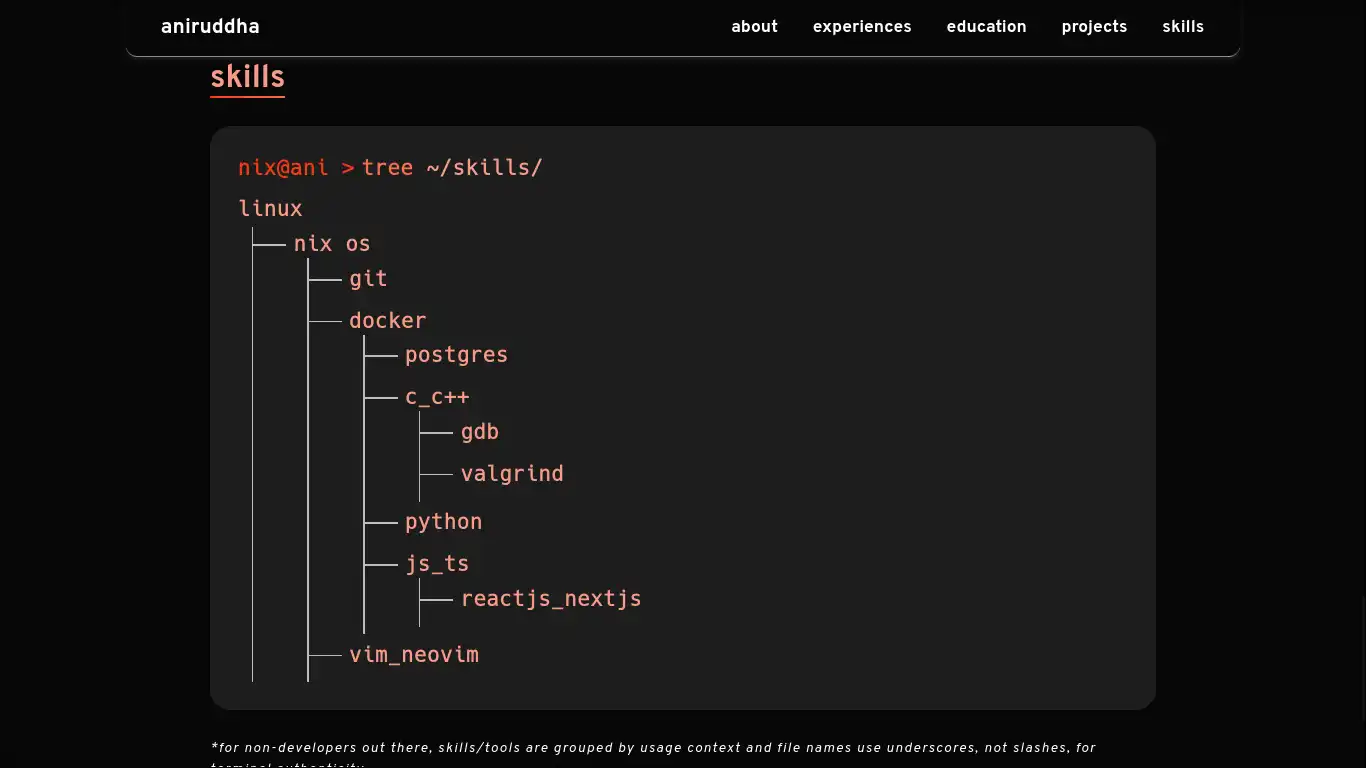 aniruddha about experiences education projects skills
skills
nix@ani > tree ~/skills/
linux
nix os
git
docker
postgres
c_c++
gdb
valgrind
python
js_ts
reactjs_nextjs
vim_neovim
*for non-developers out there, skills/tools are grouped by usage context and file names use underscores, not slashes, for
terminal authenticity